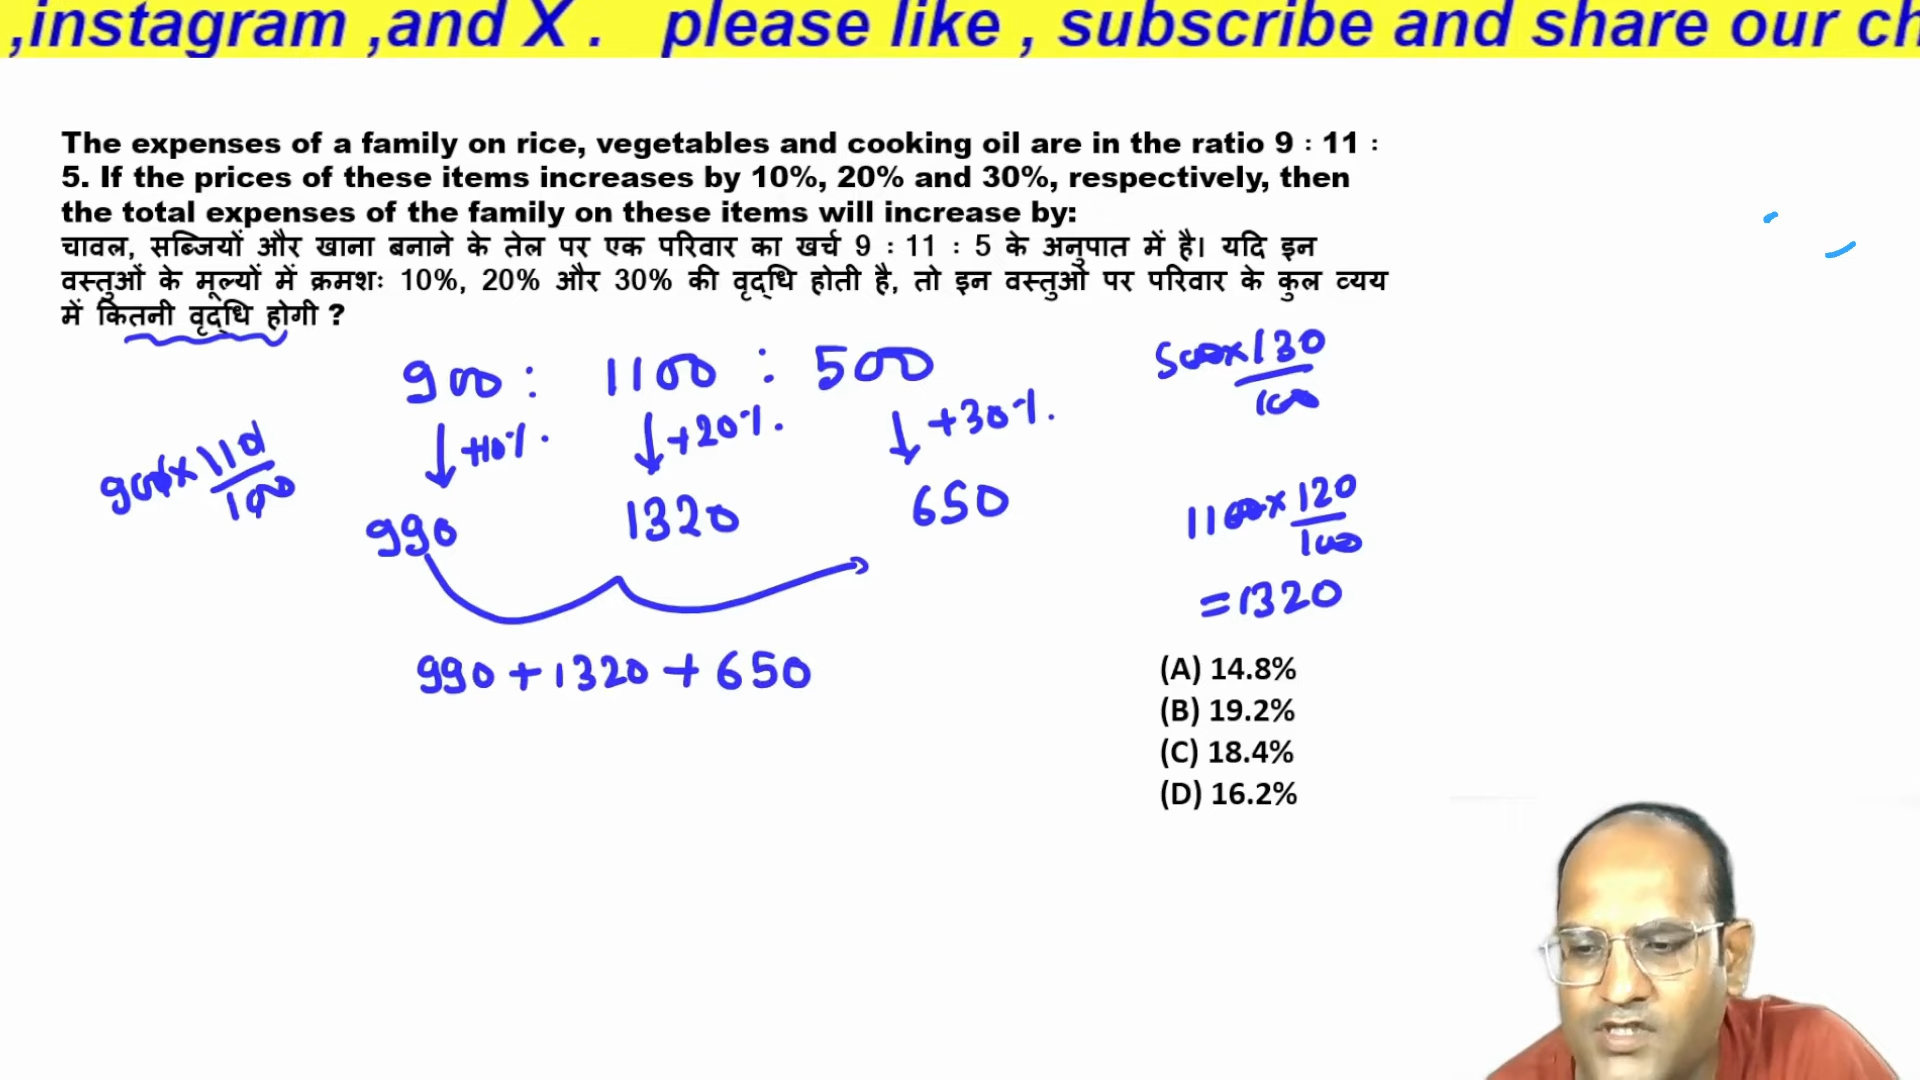 ,instagram ,and X . please like , subscribe and share our ch
The expenses of a family on rice, vegetables and cooking oil are in the ratio 9 : 11 :
5. If the prices of these items increases by 10%, 20% and 30%, respectively, then
the total expenses of the family on these items will increase by:
चावल, सब्जियों और खाना बनाने के तेल पर एक परिवार का खर्च 9 : 11 : 5 के अनुपात में है। यदि इन
वस्तुओं के मूल्यों में क्रमशः 10%, 20% और 30% की वृद्धि होती है, तो इन वस्तुओं पर परिवार के कुल व्यय
में कितनी वृद्धि होगी ?
900 : 1100 : 500
+10% +20% +30%
990 1320 650
990 + 1320 + 650
900 x 110
100
500 x 130
100
1100 x 120
100
= 1320
(A) 14.8%
(B) 19.2%
(C) 18.4%
(D) 16.2%